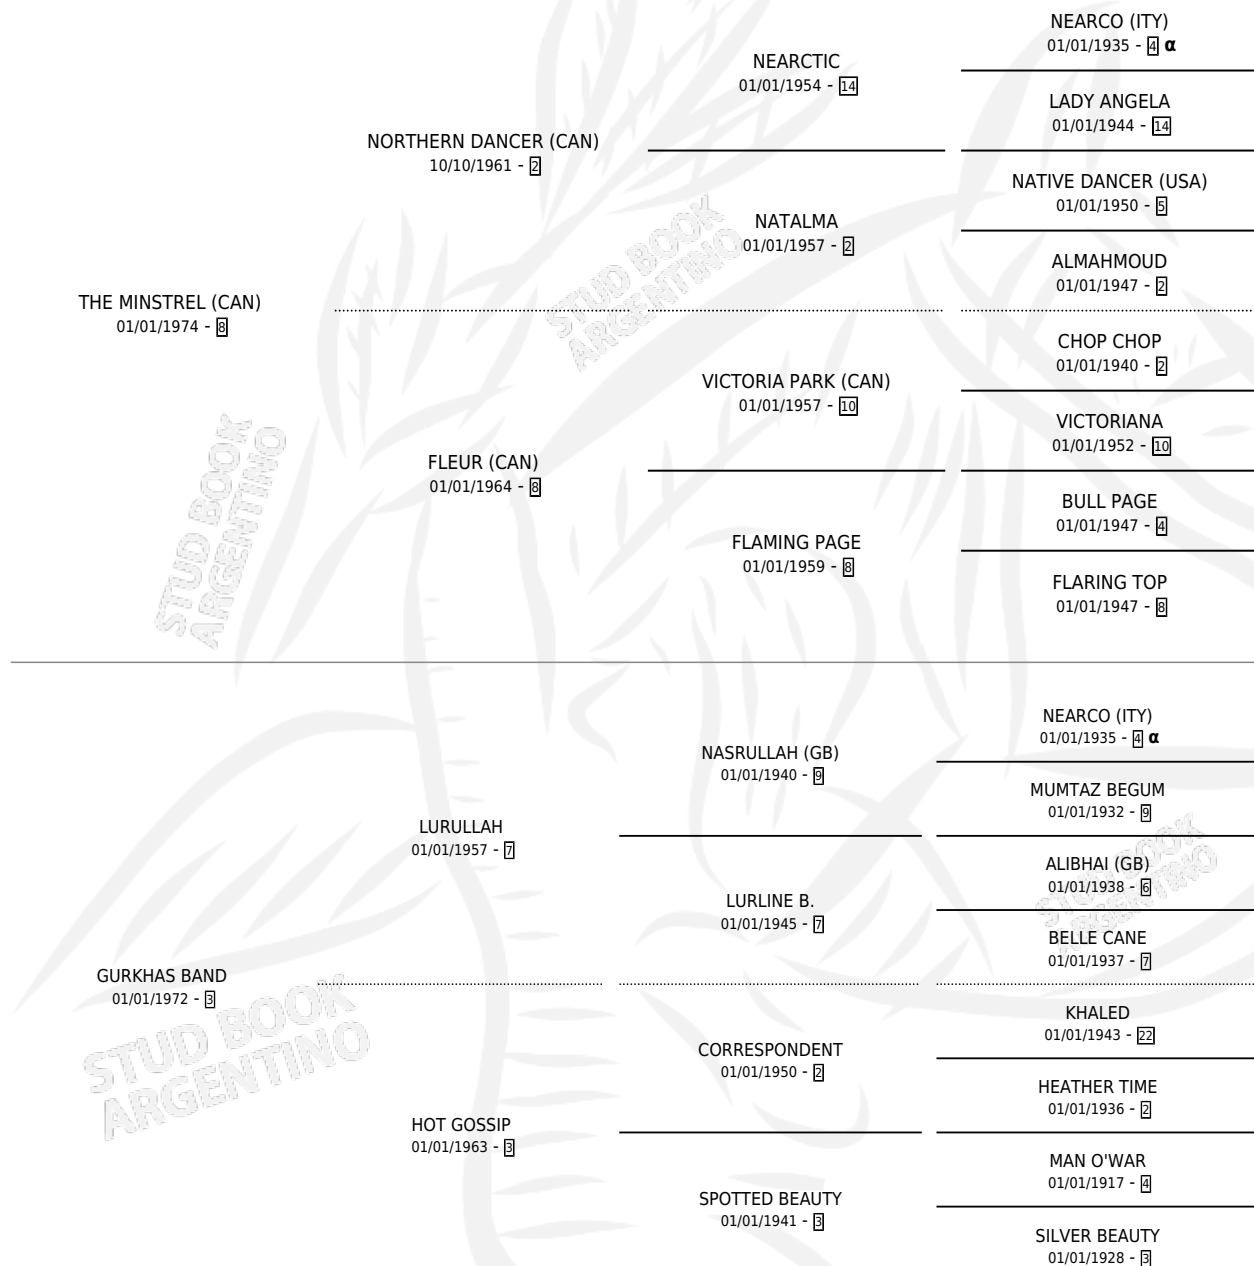 NEARCO (ITY)
01/01/1935 - 4 α
NEARCTIC
01/01/1954 - 14
LADY ANGELA
01/01/1944 - 14
NORTHERN DANCER (CAN)
10/10/1961 - 2
NATIVE DANCER (USA)
01/01/1950 - 5
NATALMA
01/01/1957 - 2
ALMAHMOUD
01/01/1947 - 2
THE MINSTREL (CAN)
01/01/1974 - 8
STUD BOOK
ARGENTINO
CHOP CHOP
01/01/1940 - 2
VICTORIA PARK (CAN)
01/01/1957 - 10
VICTORIANA
01/01/1952 - 10
FLEUR (CAN)
01/01/1964 - 8
STUD BOOK
ARGENTINO
BULL PAGE
01/01/1947 - 4
FLAMING PAGE
01/01/1959 - 8
FLARING TOP
01/01/1947 - 8
NEARCO (ITY)
01/01/1935 - 4 α
NASRULLAH (GB)
01/01/1940 - 9
MUMTAZ BEGUM
01/01/1932 - 9
LURULLAH
01/01/1957 - 7
ALIBHAI (GB)
01/01/1938 - 6
STUD BOOK
ARGENTINO
LURLINE B.
01/01/1945 - 7
BELLE CANE
01/01/1937 - 7
GURKHAS BAND
01/01/1972 - 3
STUD BOOK
ARGENTINO
KHALED
01/01/1943 - 22
CORRESPONDENT
01/01/1950 - 2
HEATHER TIME
01/01/1936 - 2
HOT GOSSIP
01/01/1963 - 3
MAN O'WAR
01/01/1917 - 4
SPOTTED BEAUTY
01/01/1941 - 3
SILVER BEAUTY
01/01/1928 - 3